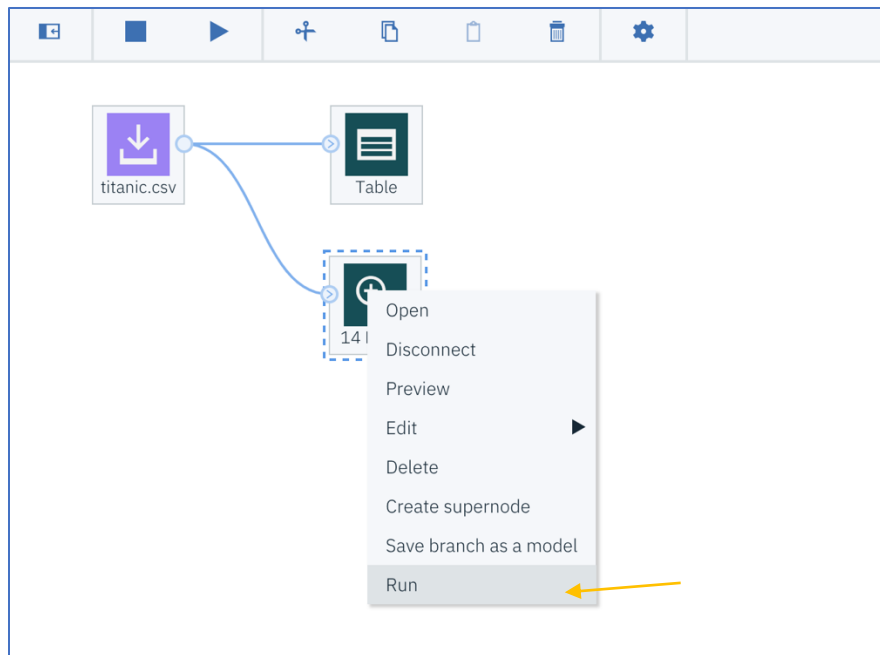 titanic.csv
Table
14
Open
Disconnect
Preview
Edit
Delete
Create supernode
Save branch as a model
Run